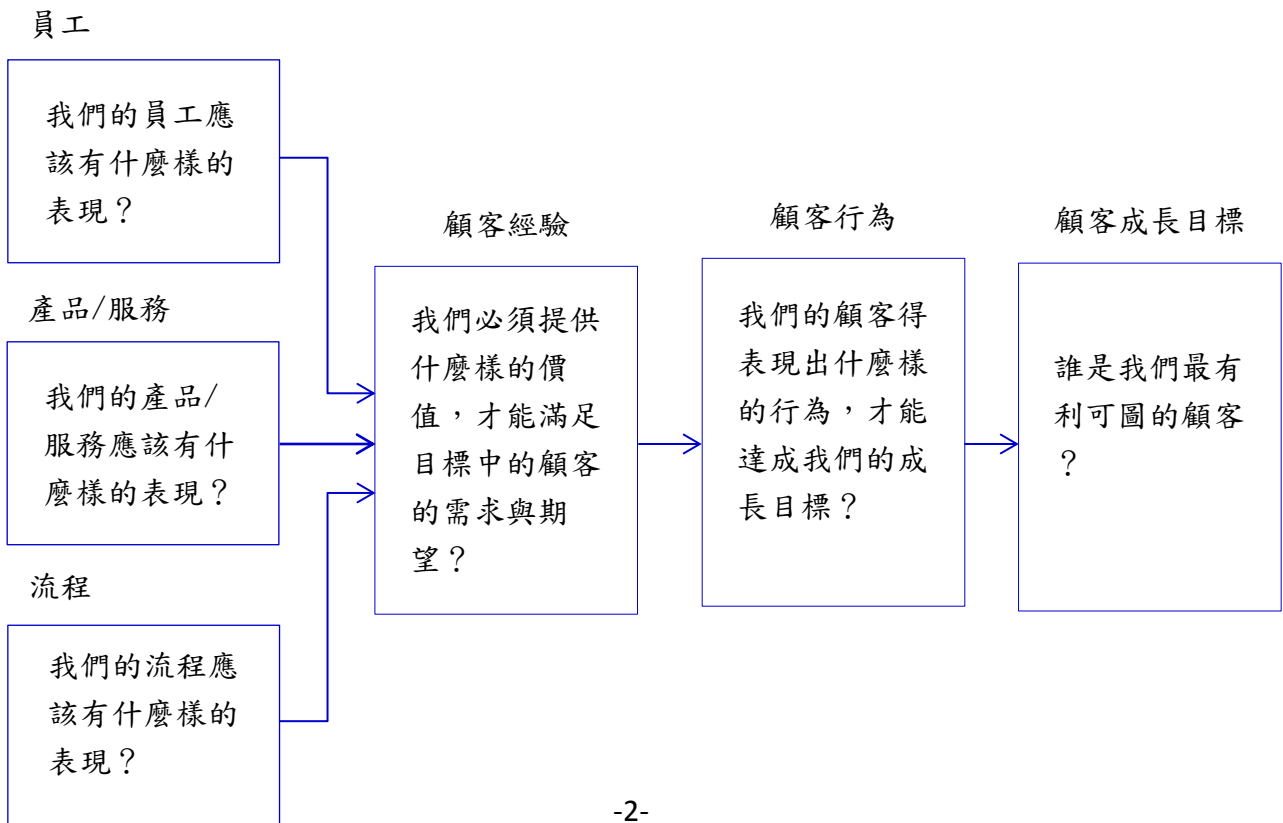 員工
我們的員工應
該有什麼樣的
表現？
產品/服務
我們的產品/
服務應該有什
麼樣的表現？
流程
我們的流程應
該有什麼樣的
表現？
顧客經驗
我們必須提供
什麼樣的價
值，才能滿足
目標中的顧客
的需求與期
望？
顧客行為
我們的顧客得
表現出什麼樣
的行為，才能
達成我們的成
長目標？
顧客成長目標
誰是我們最有
利可圖的顧客
？
-2-